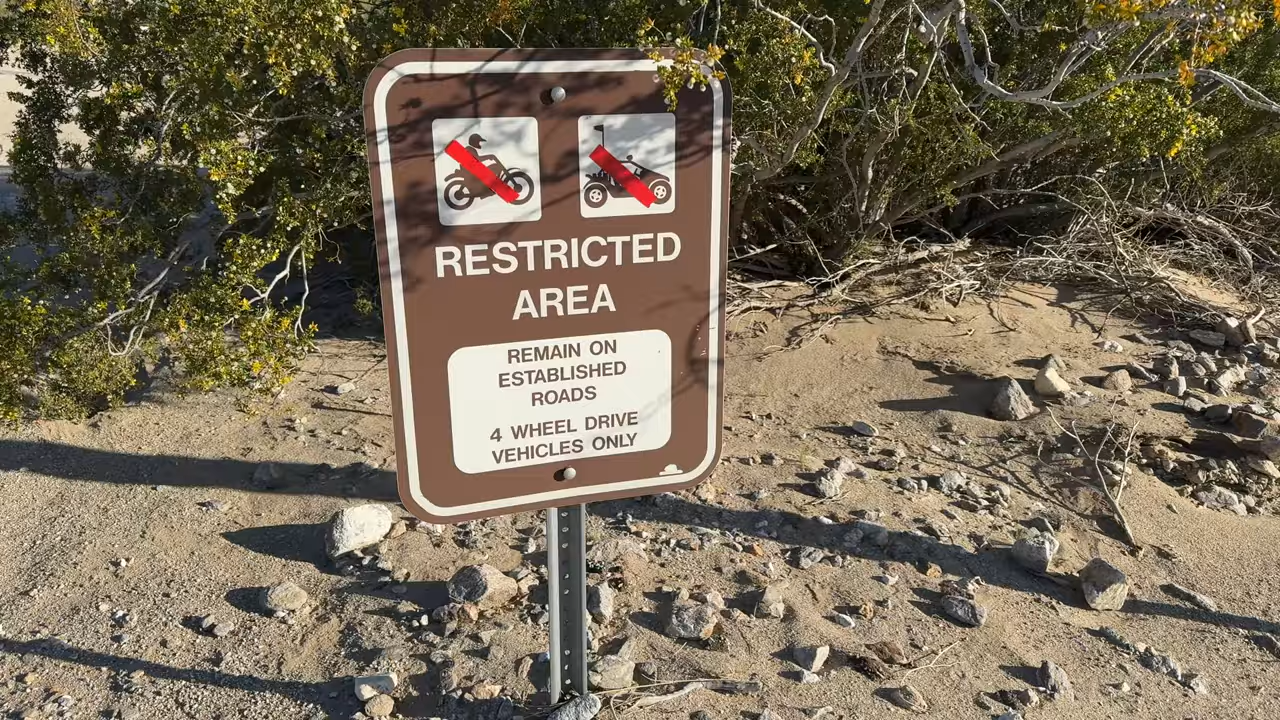 RESTRICTED
AREA
REMAIN ON
ESTABLISHED
ROADS
4 WHEEL DRIVE
VEHICLES ONLY